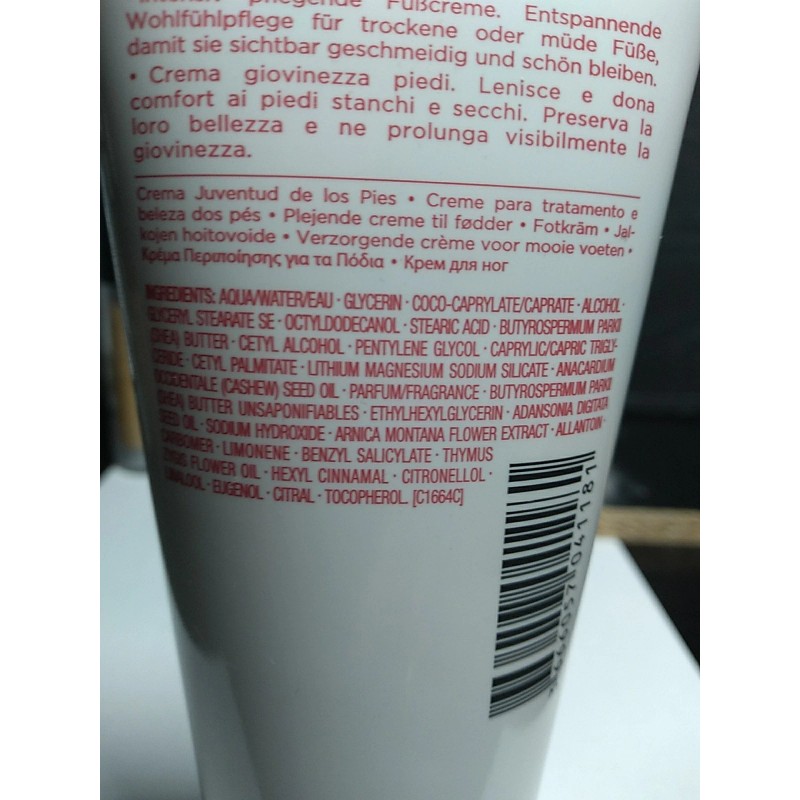 pflegende Fußcreme. Entspannende
Wohlfühlpflege für trockene oder müde Füße,
damit sie sichtbar geschmeidig und schön bleiben.
• Crema giovinezza piedi. Lenisce e dona
comfort ai piedi stanchi e secchi. Preserva la
loro bellezza e ne prolunga visibilmente la
giovinezza.
Crema Juventud de los Pies • Creme para tratamento e
beleza dos pés • Plejende creme til fødder • Fotkräm • Jal-
kojen hoitovoide • Verzorgende crème voor mooie voeten •
Κρέμα Περιποίησης για τα Πόδια • Крем для ног
INGREDIENTS: AQUA/WATER/EAU · GLYCERIN · COCO-CAPRYLATE/CAPRATE · ALCOHOL ·
GLYCERYL STEARATE SE · OCTYLDODECANOL · STEARIC ACID · BUTYROSPERMUM PARKII
(SHEA) BUTTER · CETYL ALCOHOL · PENTYLENE GLYCOL · CAPRYLIC/CAPRIC TRIGLY-
CERIDE · CETYL PALMITATE · LITHIUM MAGNESIUM SODIUM SILICATE · ANACARDIUM
OCCIDENTALE (CASHEW) SEED OIL · PARFUM/FRAGRANCE · BUTYROSPERMUM PARKII
(SHEA) BUTTER UNSAPONIFIABLES · ETHYLHEXYLGLYCERIN · ADANSONIA DIGITATA
SEED OIL · SODIUM HYDROXIDE · ARNICA MONTANA FLOWER EXTRACT · ALLANTOIN ·
CARBOMER · LIMONENE · BENZYL SALICYLATE · THYMUS
ZYGIS FLOWER OIL · HEXYL CINNAMAL · CITRONELLOL ·
LINALOOL · EUGENOL · CITRAL · TOCOPHEROL. [C1664C]
666057 041181